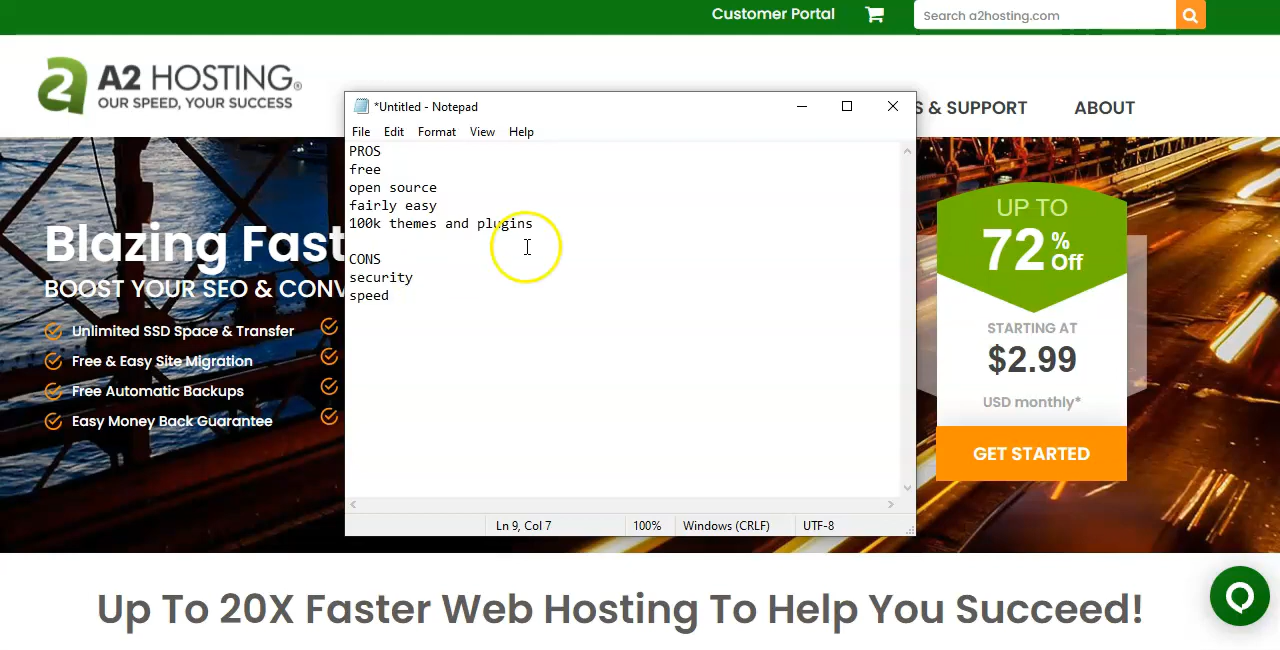 Customer Portal
Search a2hosting.com
A2 HOSTING®
OUR SPEED, YOUR SUCCESS
S & SUPPORT
ABOUT
*Untitled - Notepad
File Edit Format View Help
PROS
free
open source
fairly easy
100k themes and plugins
CONS
security
speed
Ln 9, Col 7
100%
Windows (CRLF)
UTF-8
Blazing Fast
BOOST YOUR SEO & CONV
Unlimited SSD Space & Transfer
Free & Easy Site Migration
Free Automatic Backups
Easy Money Back Guarantee
UP TO
72% Off
STARTING AT
$2.99
USD monthly*
GET STARTED
Up To 20X Faster Web Hosting To Help You Succeed!